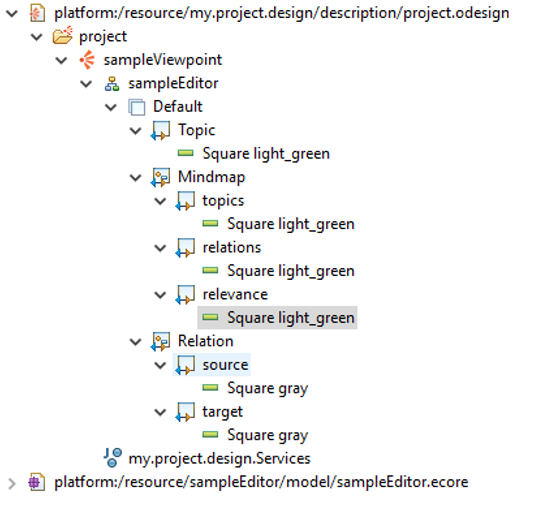 platform:/resource/my.project.design/description/project.odesign
project
sampleViewpoint
sampleEditor
Default
Topic
Square light_green
Mindmap
topics
Square light_green
relations
Square light_green
relevance
Square light_green
Relation
source
Square gray
target
Square gray
my.project.design.Services
platform:/resource/sampleEditor/model/sampleEditor.ecore